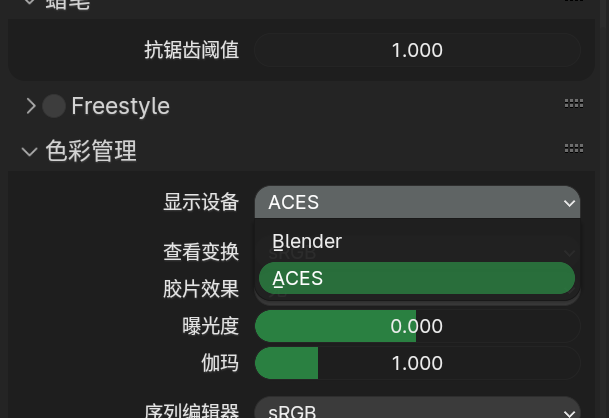 蜡笔
抗锯齿阈值 1.000
Freestyle
色彩管理
显示设备 ACES
Blender
查看变换 sRGB
ACES
胶片效果
曝光度 0.000
伽玛 1.000
序列编辑器 sRGB